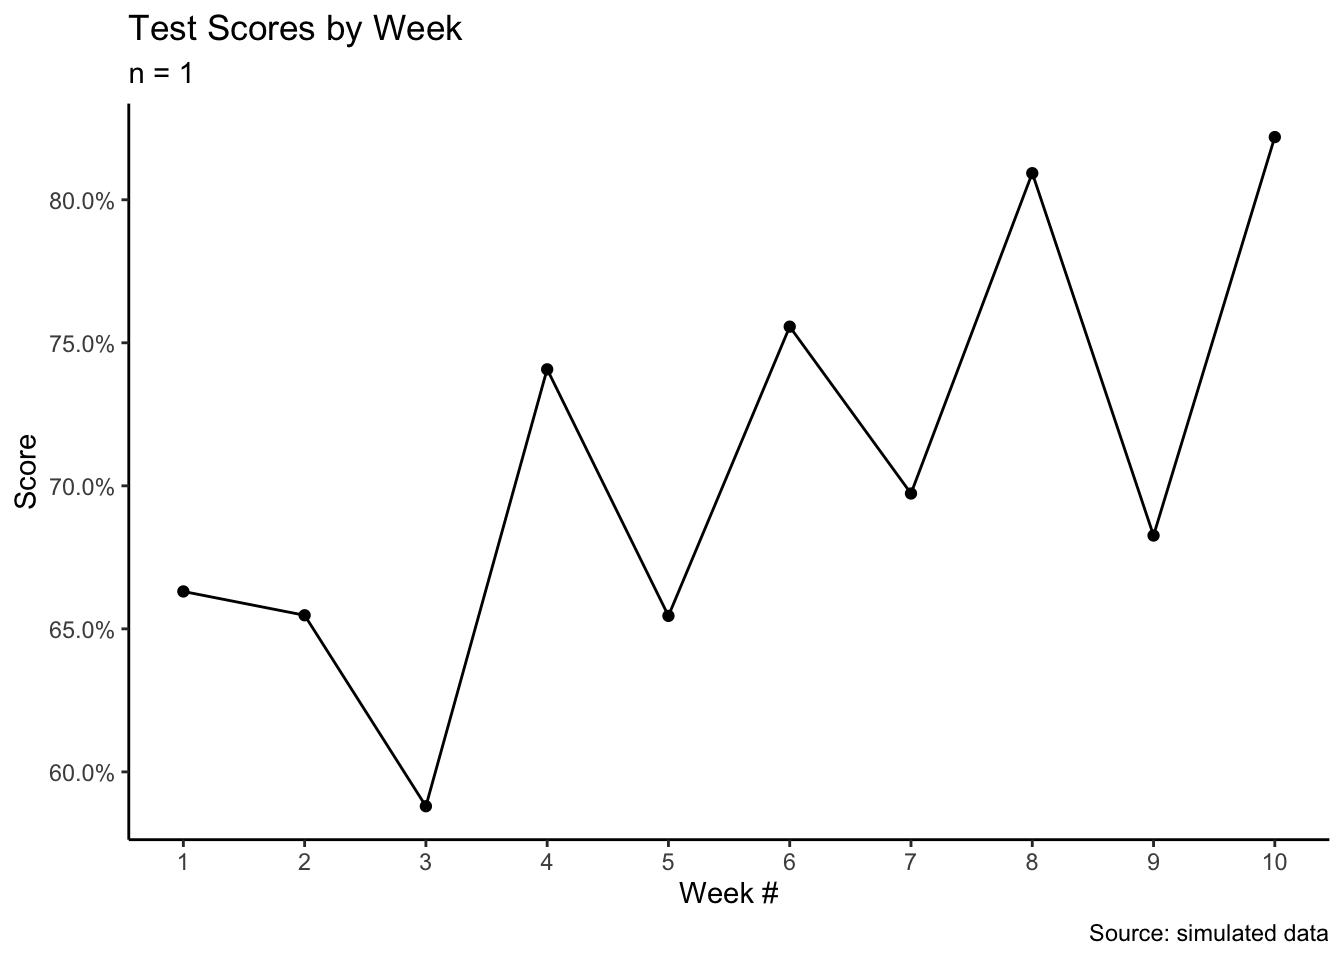 Test Scores by Week
n = 1
80.0%
75.0%
70.0%
65.0%
60.0%
Score
1 2 3 4 5 6 7 8 9 10
Week #
Source: simulated data